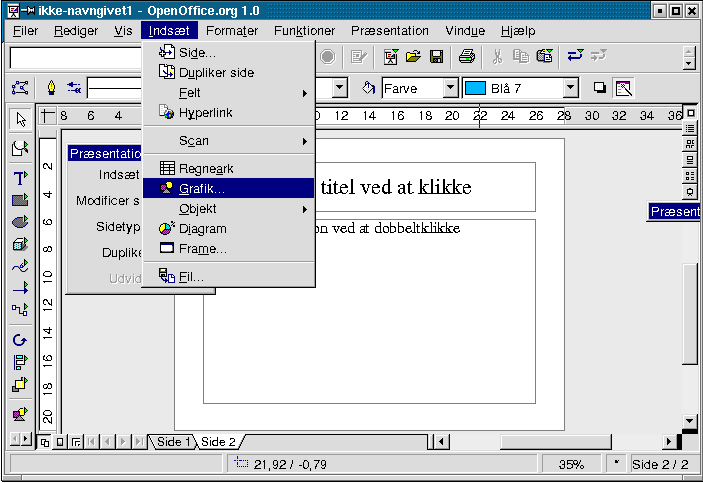 ikke-navngivet1 - OpenOffice.org 1.0
Filer Rediger Vis Indsæt Formater Funktioner Præsentation Vindue Hjælp
Side...
Dupliker side
Felt
Hyperlink
Scan
Regneark
Grafik...
Objekt
Diagram
Frame...
Fil...
Farve Blå 7
8 6 4 10 12 14 16 18 20 22 24 26 28 30 32 34 36
Præsentatio
Indsæt
Modificer s
Sidetyp
Duplike
Udvid
titel ved at klikke
on ved at dobbeltklikke
Præsent
2
4
6
8
10
12
14
16
18
20
Side 1 Side 2
21,92 / -0,79 35% * Side 2 / 2